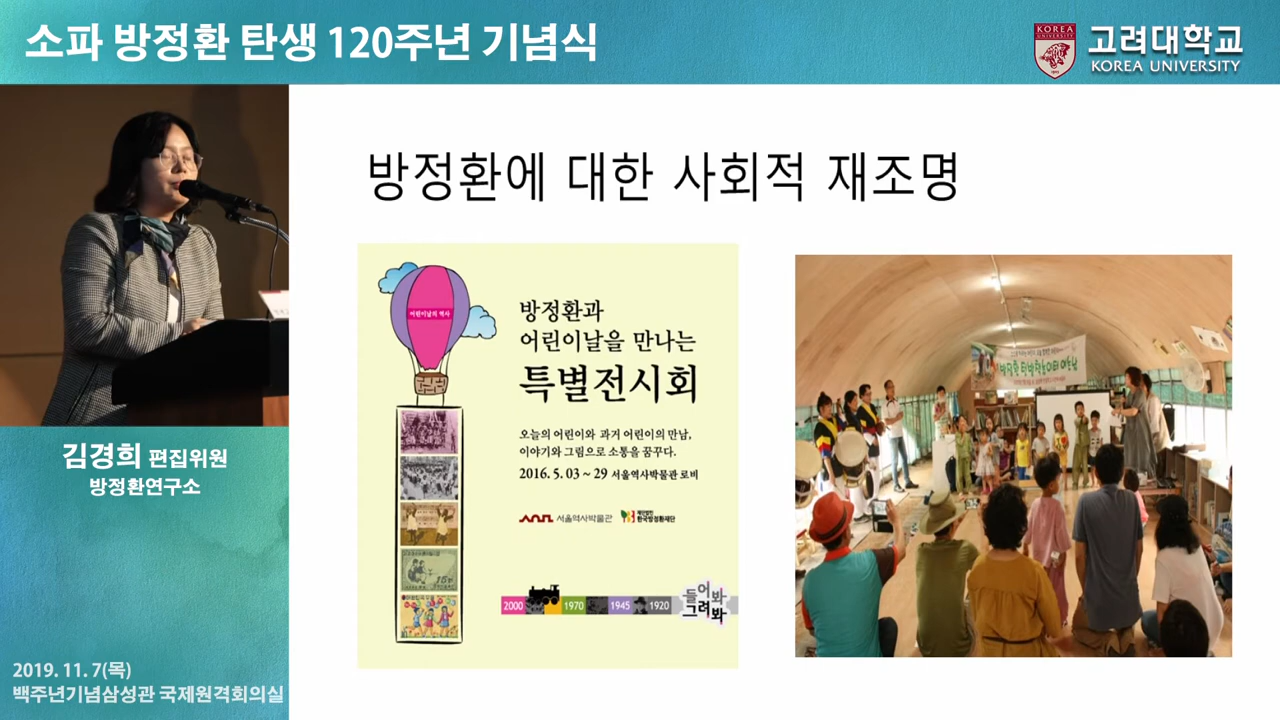 소파 방정환 탄생 120주년 기념식
KOREA
UNIVERSITY
1905
고려대학교
KOREA UNIVERSITY
방정환에 대한 사회적 재조명
어린이날의 역사
방정환과
어린이날을 만나는
특별전시회
오늘의 어린이와 과거 어린이의 만남,
이야기와 그림으로 소통을 꿈꾸다.
2016. 5. 03 ~ 29 서울역사박물관 로비
서울역사박물관
재단법인
한국방정환재단
2000
1970
1945
1920
들어봐
그려봐
김경희 편집위원
방정환연구소
2019. 11. 7(목)
백주년기념삼성관 국제원격회의실